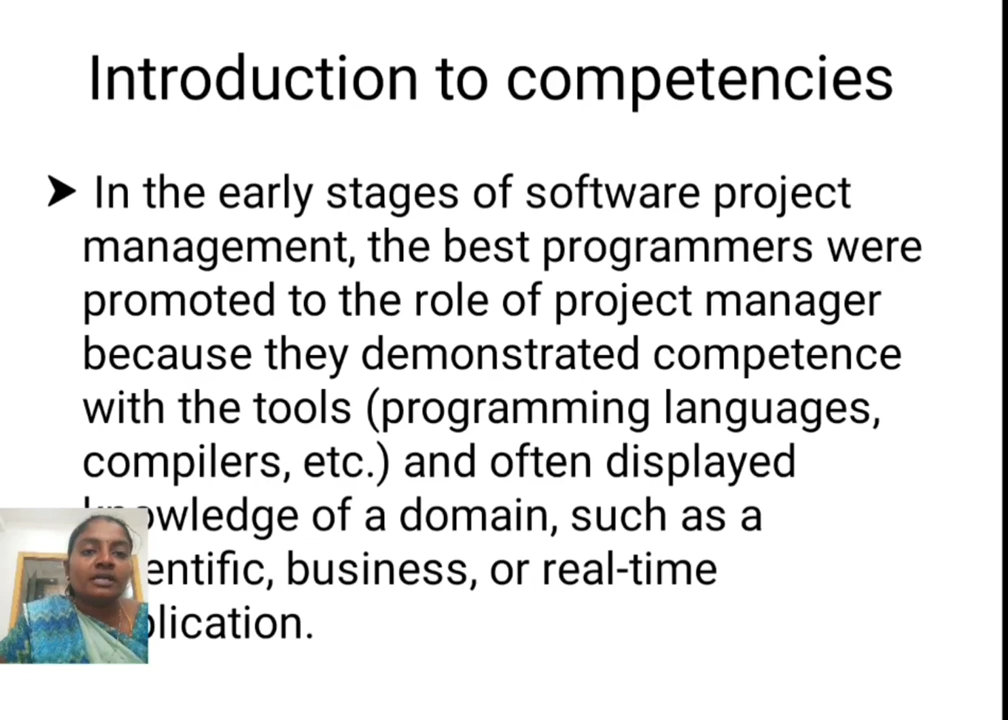 Introduction to competencies
In the early stages of software project
management, the best programmers were
promoted to the role of project manager
because they demonstrated competence
with the tools (programming languages,
compilers, etc.) and often displayed
knowledge of a domain, such as a
business, or real-time